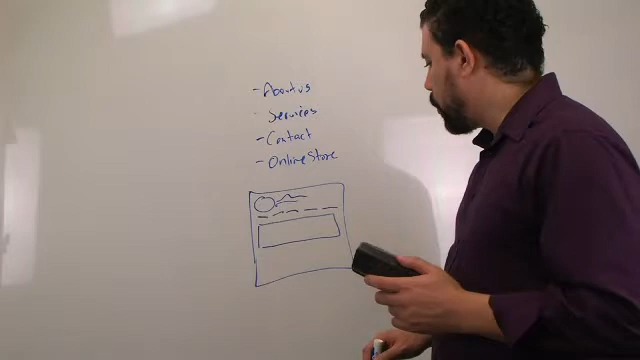 - About us
- Services
- Contact
- Online Store